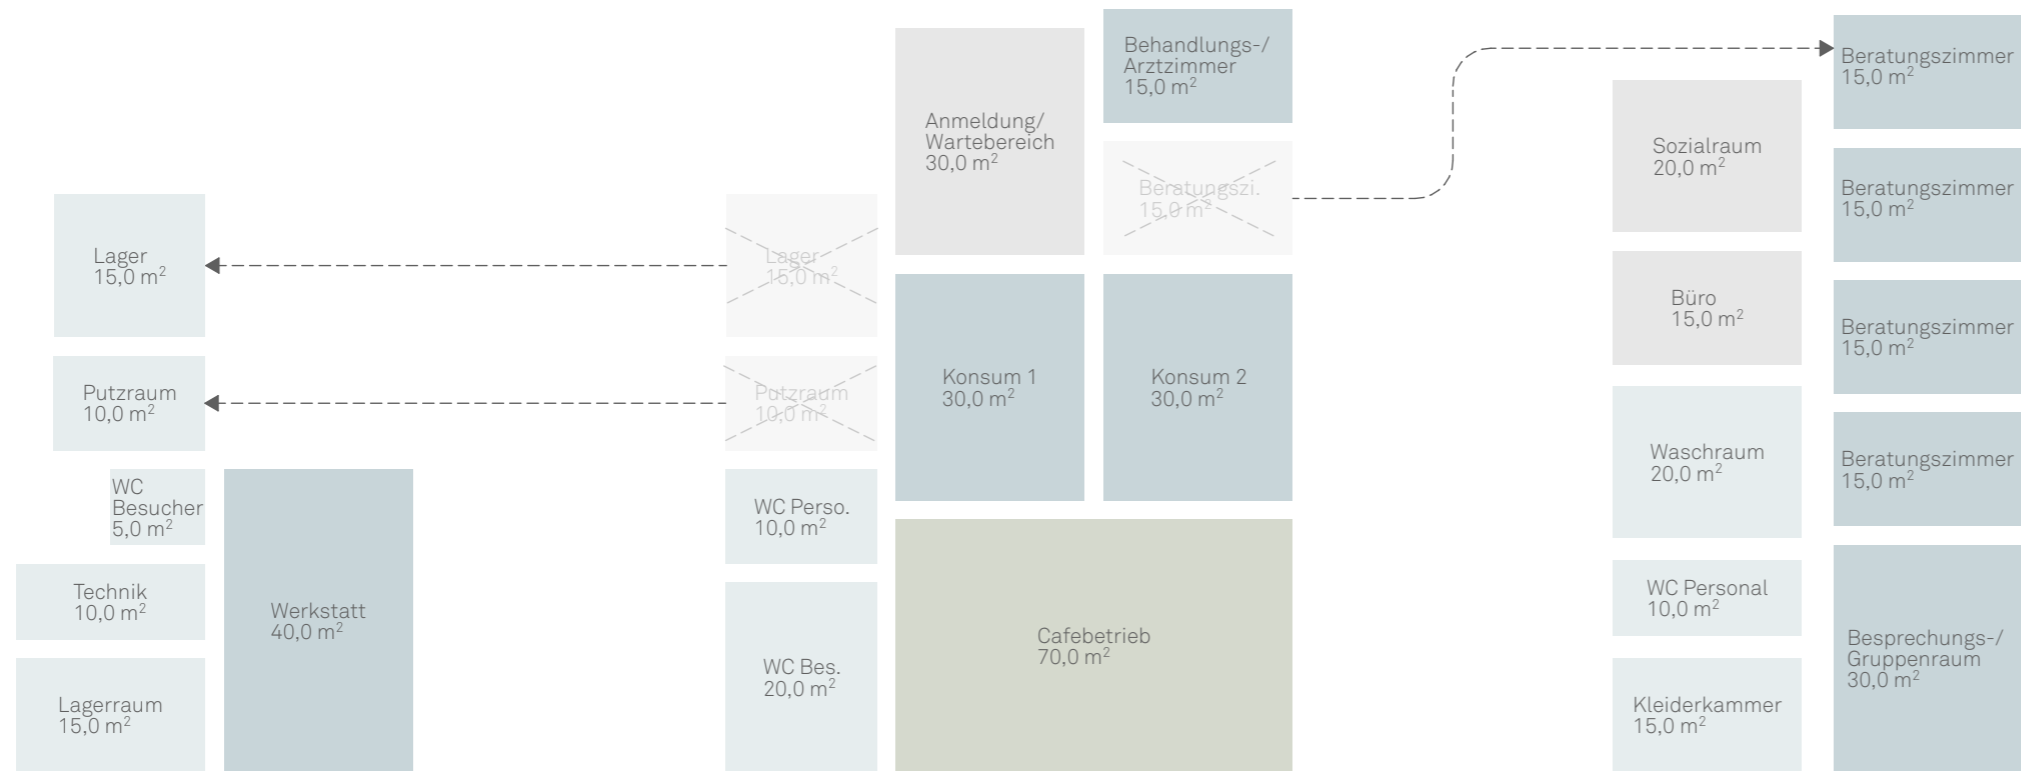 Lager
15,0 m²
Putzraum
10,0 m²
WC
Besucher
5,0 m²
Technik
10,0 m²
Lagerraum
15,0 m²
Werkstatt
40,0 m²
Lager
15,0 m²
Putzraum
10,0 m²
WC Perso.
10,0 m²
WC Bes.
20,0 m²
Anmeldung/
Wartebereich
30,0 m²
Behandlungs-/
Arztzimmer
15,0 m²
Beratungszi.
15,0 m²
Konsum 1
30,0 m²
Konsum 2
30,0 m²
Cafebetrieb
70,0 m²
Sozialraum
20,0 m²
Büro
15,0 m²
Waschraum
20,0 m²
WC Personal
10,0 m²
Kleiderkammer
15,0 m²
Beratungszimmer
15,0 m²
Beratungszimmer
15,0 m²
Beratungszimmer
15,0 m²
Beratungszimmer
15,0 m²
Besprechungs-/
Gruppenraum
30,0 m²